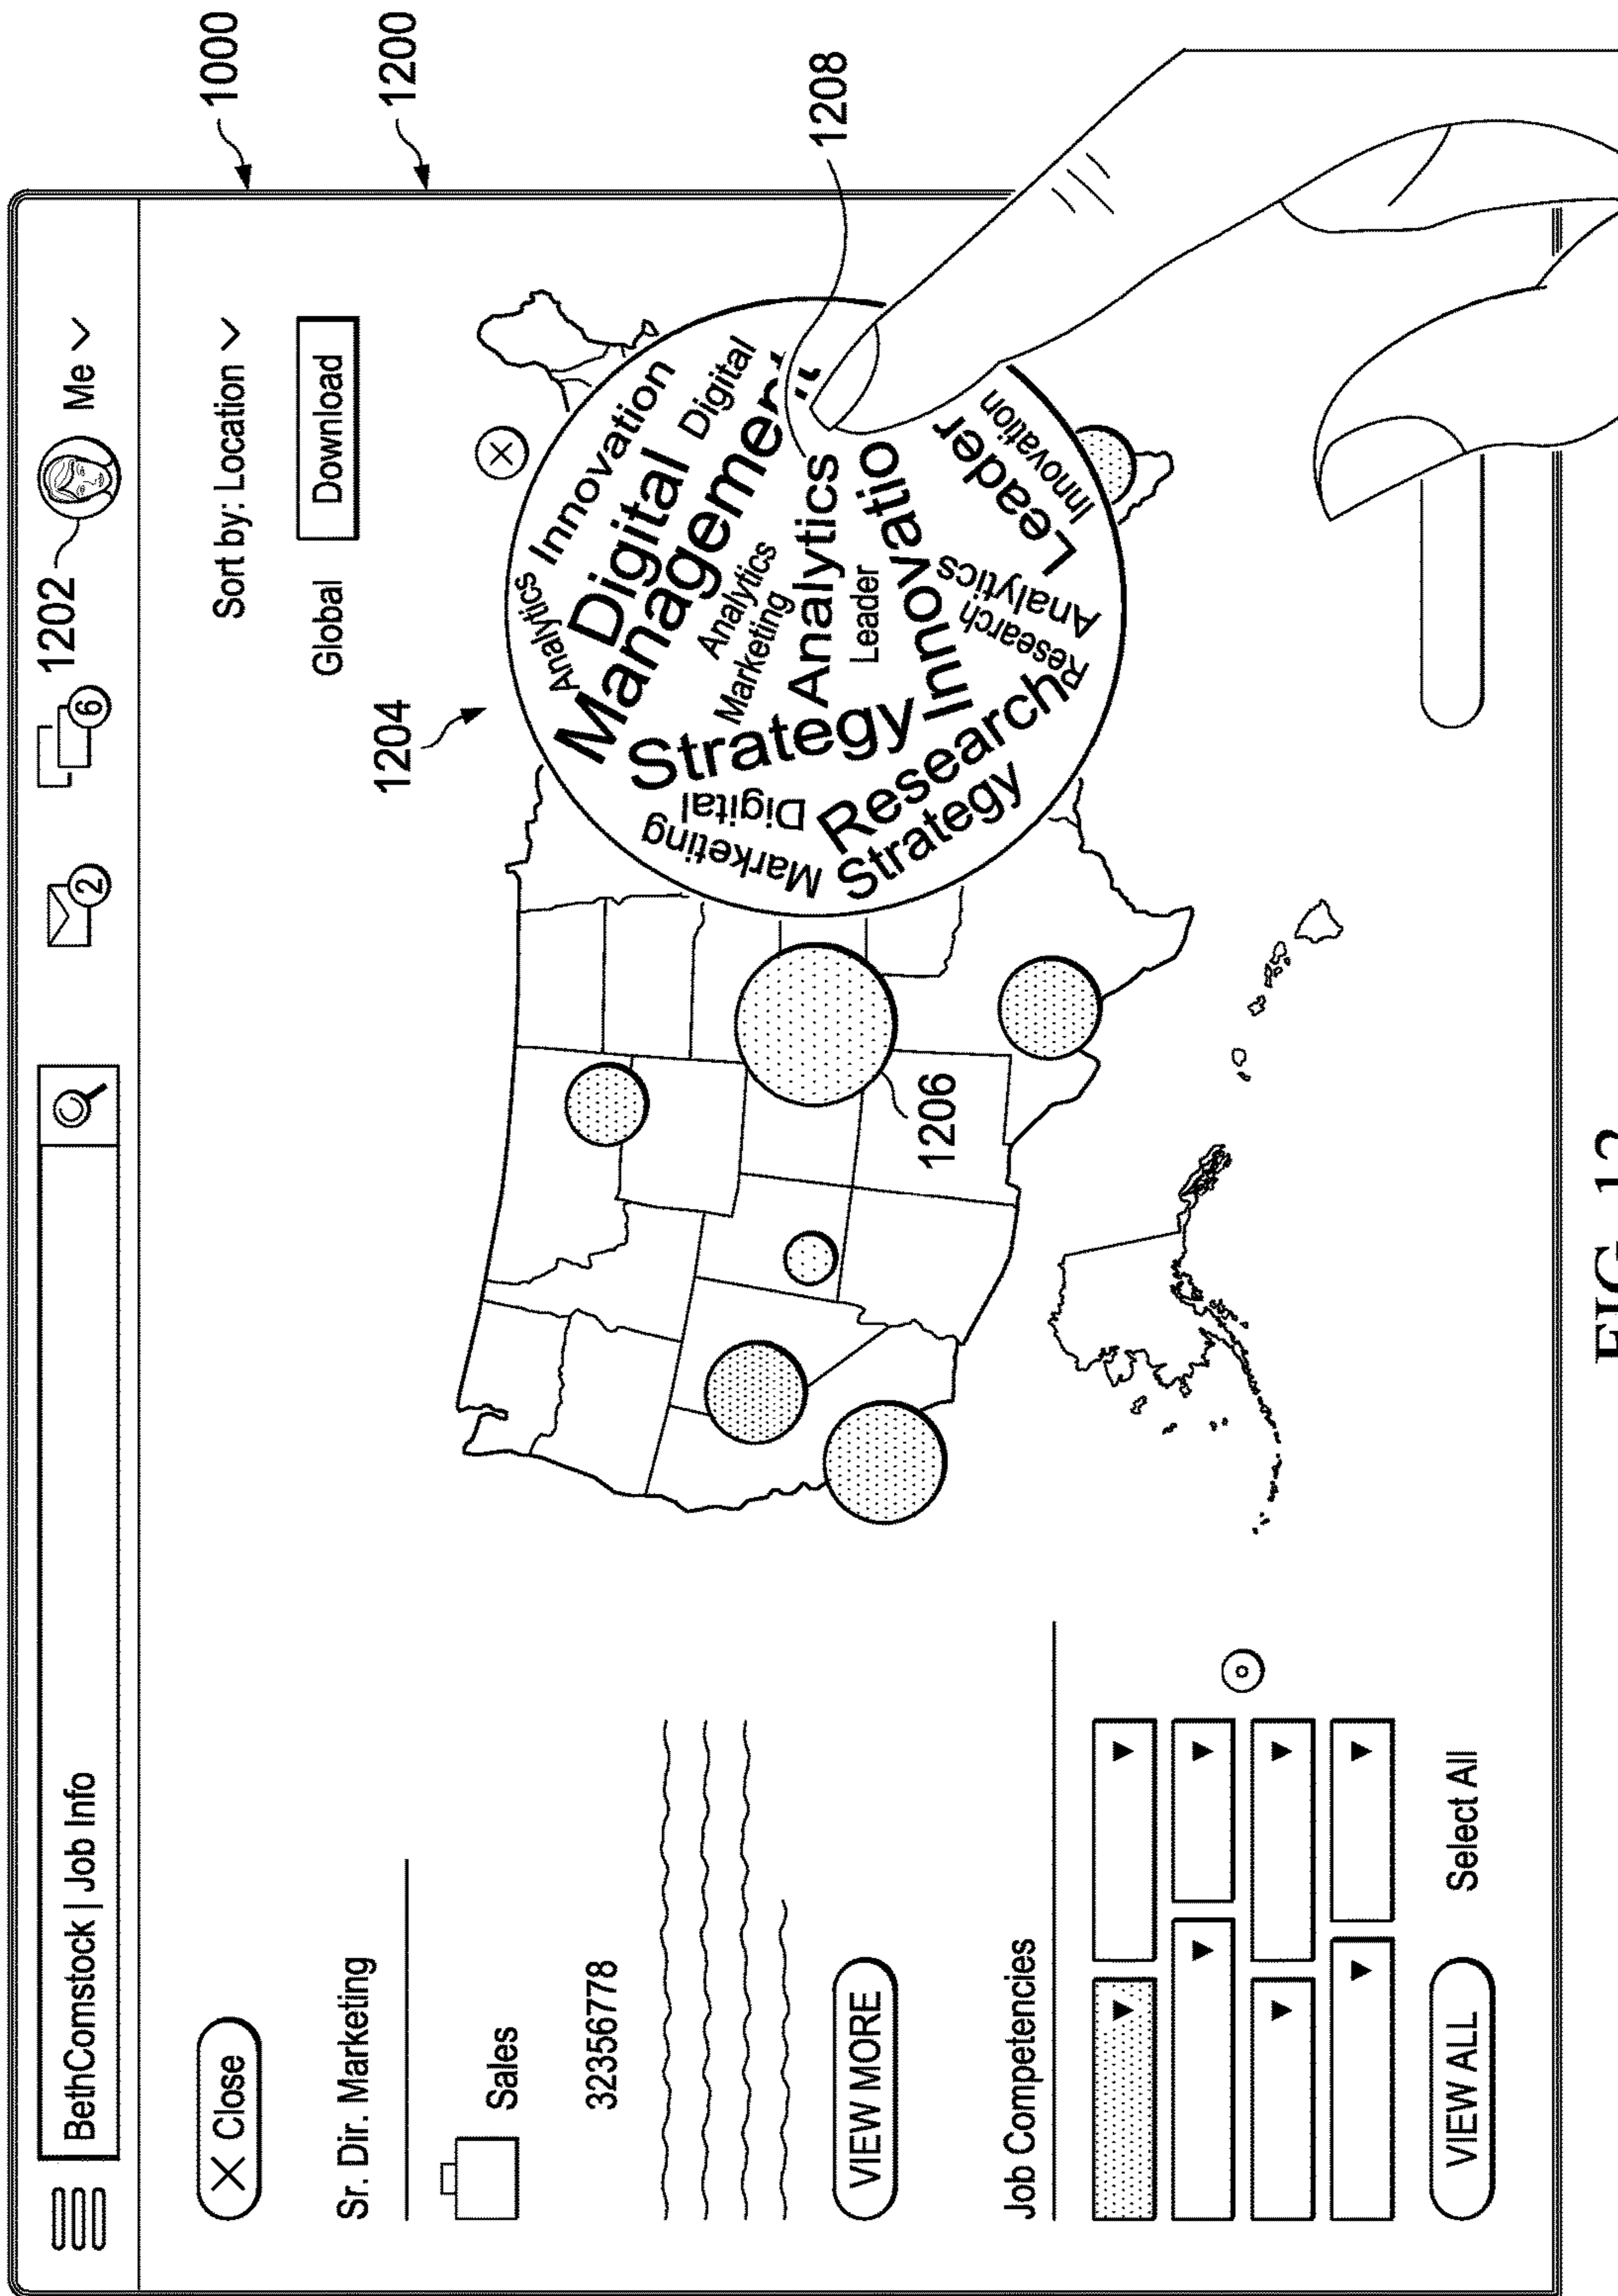 BethComstock | Job Info
2
6
1202
Me
1000
Close
Sort by: Location
1200
Sr. Dir. Marketing
Global
Download
Sales
32356778
VIEW MORE
Job Competencies
VIEW ALL
Select All
1204
1206
1208
Analytics
Innovation
Digital
Digital
Management
Analytics
Marketing
Strategy
Analytics
Leader
Marketing
Digital
Innovatio
Research
Strategy
Research
Analytics
Leader
Innovation
FIG. 12